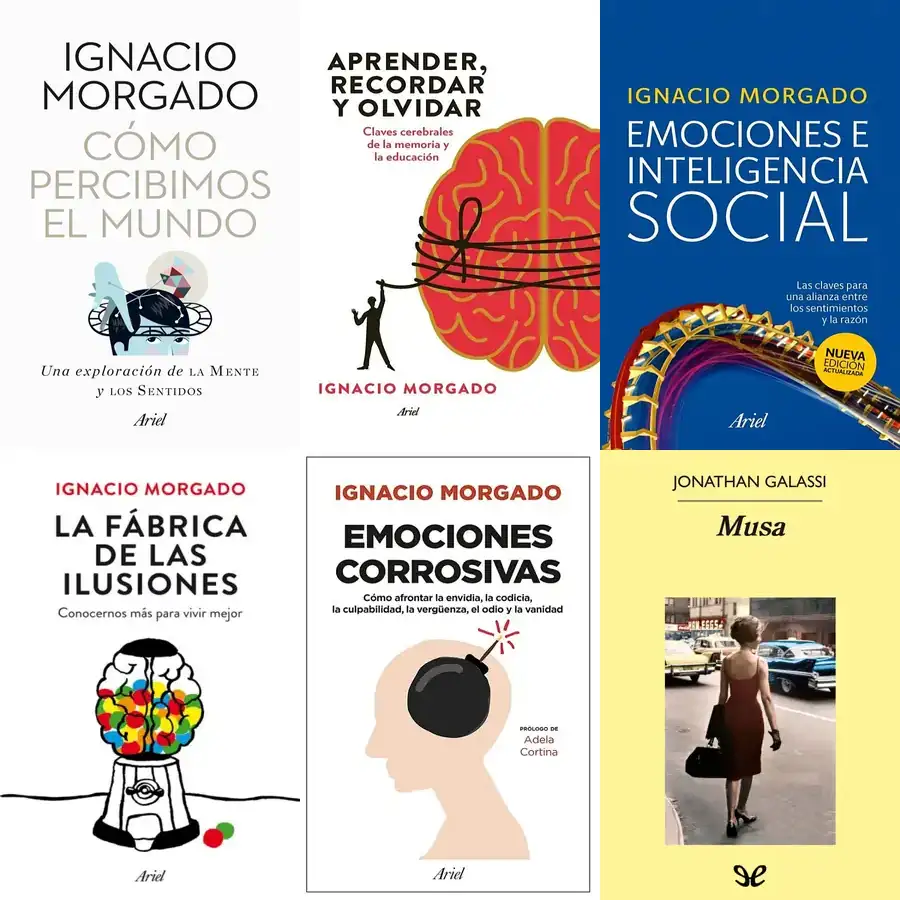 IGNACIO
MORGADO
CÓMO
PERCIBIMOS
EL MUNDO
Una exploración de LA MENTE
y LOS SENTIDOS
Ariel
APRENDER,
RECORDAR
Y OLVIDAR
Claves cerebrales
de la memoria y
la educación
IGNACIO MORGADO
Ariel
IGNACIO MORGADO
EMOCIONES E
INTELIGENCIA
SOCIAL
Las claves para
una alianza entre
los sentimientos
y la razón
NUEVA
EDICIÓN
ACTUALIZADA
Ariel
IGNACIO MORGADO
LA FÁBRICA
DE LAS
ILUSIONES
Conocernos más para vivir mejor
Ariel
IGNACIO MORGADO
EMOCIONES
CORROSIVAS
Cómo afrontar la envidia, la codicia,
la culpabilidad, la vergüenza, el odio y la vanidad
PRÓLOGO DE
Adela
Cortina
Ariel
JONATHAN GALASSI
Musa